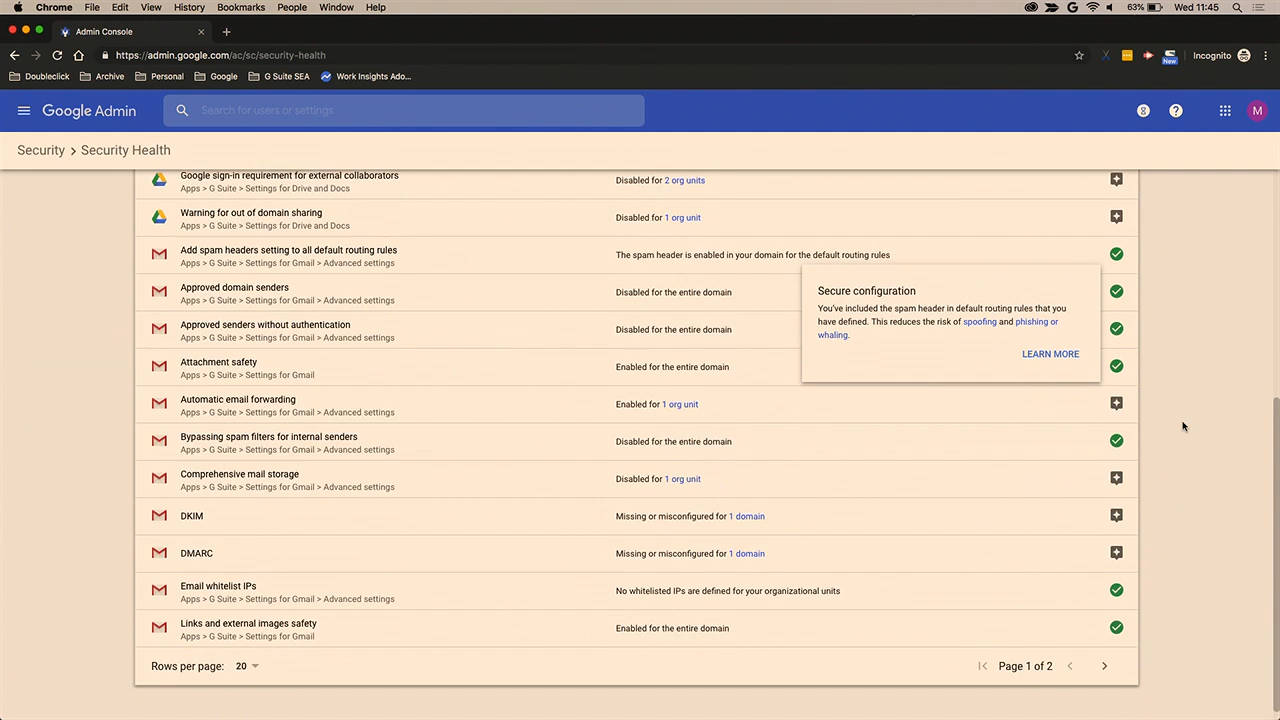 Chrome File Edit View History Bookmarks People Window Help 63% Wed 11:45
Admin Console
https://admin.google.com/ac/sc/security-health New Incognito
Doubleclick Archive Personal Google G Suite SEA Work Insights Ado...
Google Admin Search for users or settings 8 ? M
Security > Security Health
Google sign-in requirement for external collaborators
Apps > G Suite > Settings for Drive and Docs
Disabled for 2 org units
Warning for out of domain sharing
Apps > G Suite > Settings for Drive and Docs
Disabled for 1 org unit
Add spam headers setting to all default routing rules
Apps > G Suite > Settings for Gmail > Advanced settings
The spam header is enabled in your domain for the default routing rules
Approved domain senders
Apps > G Suite > Settings for Gmail > Advanced settings
Disabled for the entire domain
Secure configuration
You've included the spam header in default routing rules that you
have defined. This reduces the risk of spoofing and phishing or
whaling.
LEARN MORE
Approved senders without authentication
Apps > G Suite > Settings for Gmail > Advanced settings
Disabled for the entire domain
Attachment safety
Apps > G Suite > Settings for Gmail
Enabled for the entire domain
Automatic email forwarding
Apps > G Suite > Settings for Gmail > Advanced settings
Enabled for 1 org unit
Bypassing spam filters for internal senders
Apps > G Suite > Settings for Gmail > Advanced settings
Disabled for the entire domain
Comprehensive mail storage
Apps > G Suite > Settings for Gmail > Advanced settings
Disabled for 1 org unit
DKIM
Missing or misconfigured for 1 domain
DMARC
Missing or misconfigured for 1 domain
Email whitelist IPs
Apps > G Suite > Settings for Gmail > Advanced settings
No whitelisted IPs are defined for your organizational units
Links and external images safety
Apps > G Suite > Settings for Gmail
Enabled for the entire domain
Rows per page: 20 Page 1 of 2